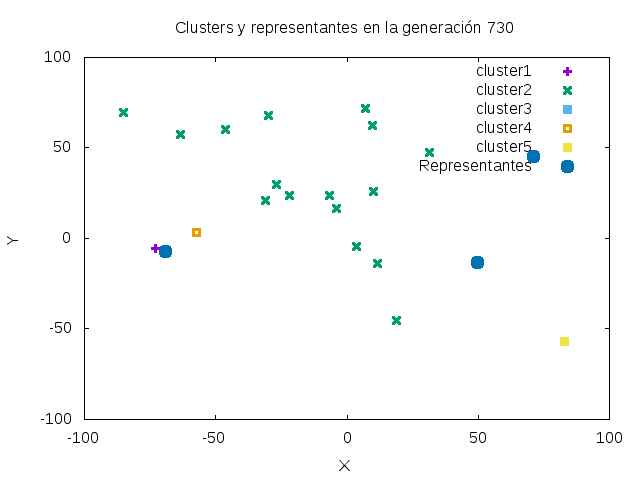 Clusters y representantes en la generación 730
100
cluster1
cluster2
cluster3
cluster4
cluster5
50
Representantes
Y
0
-50
-100
-100 -50 0 50 100
X